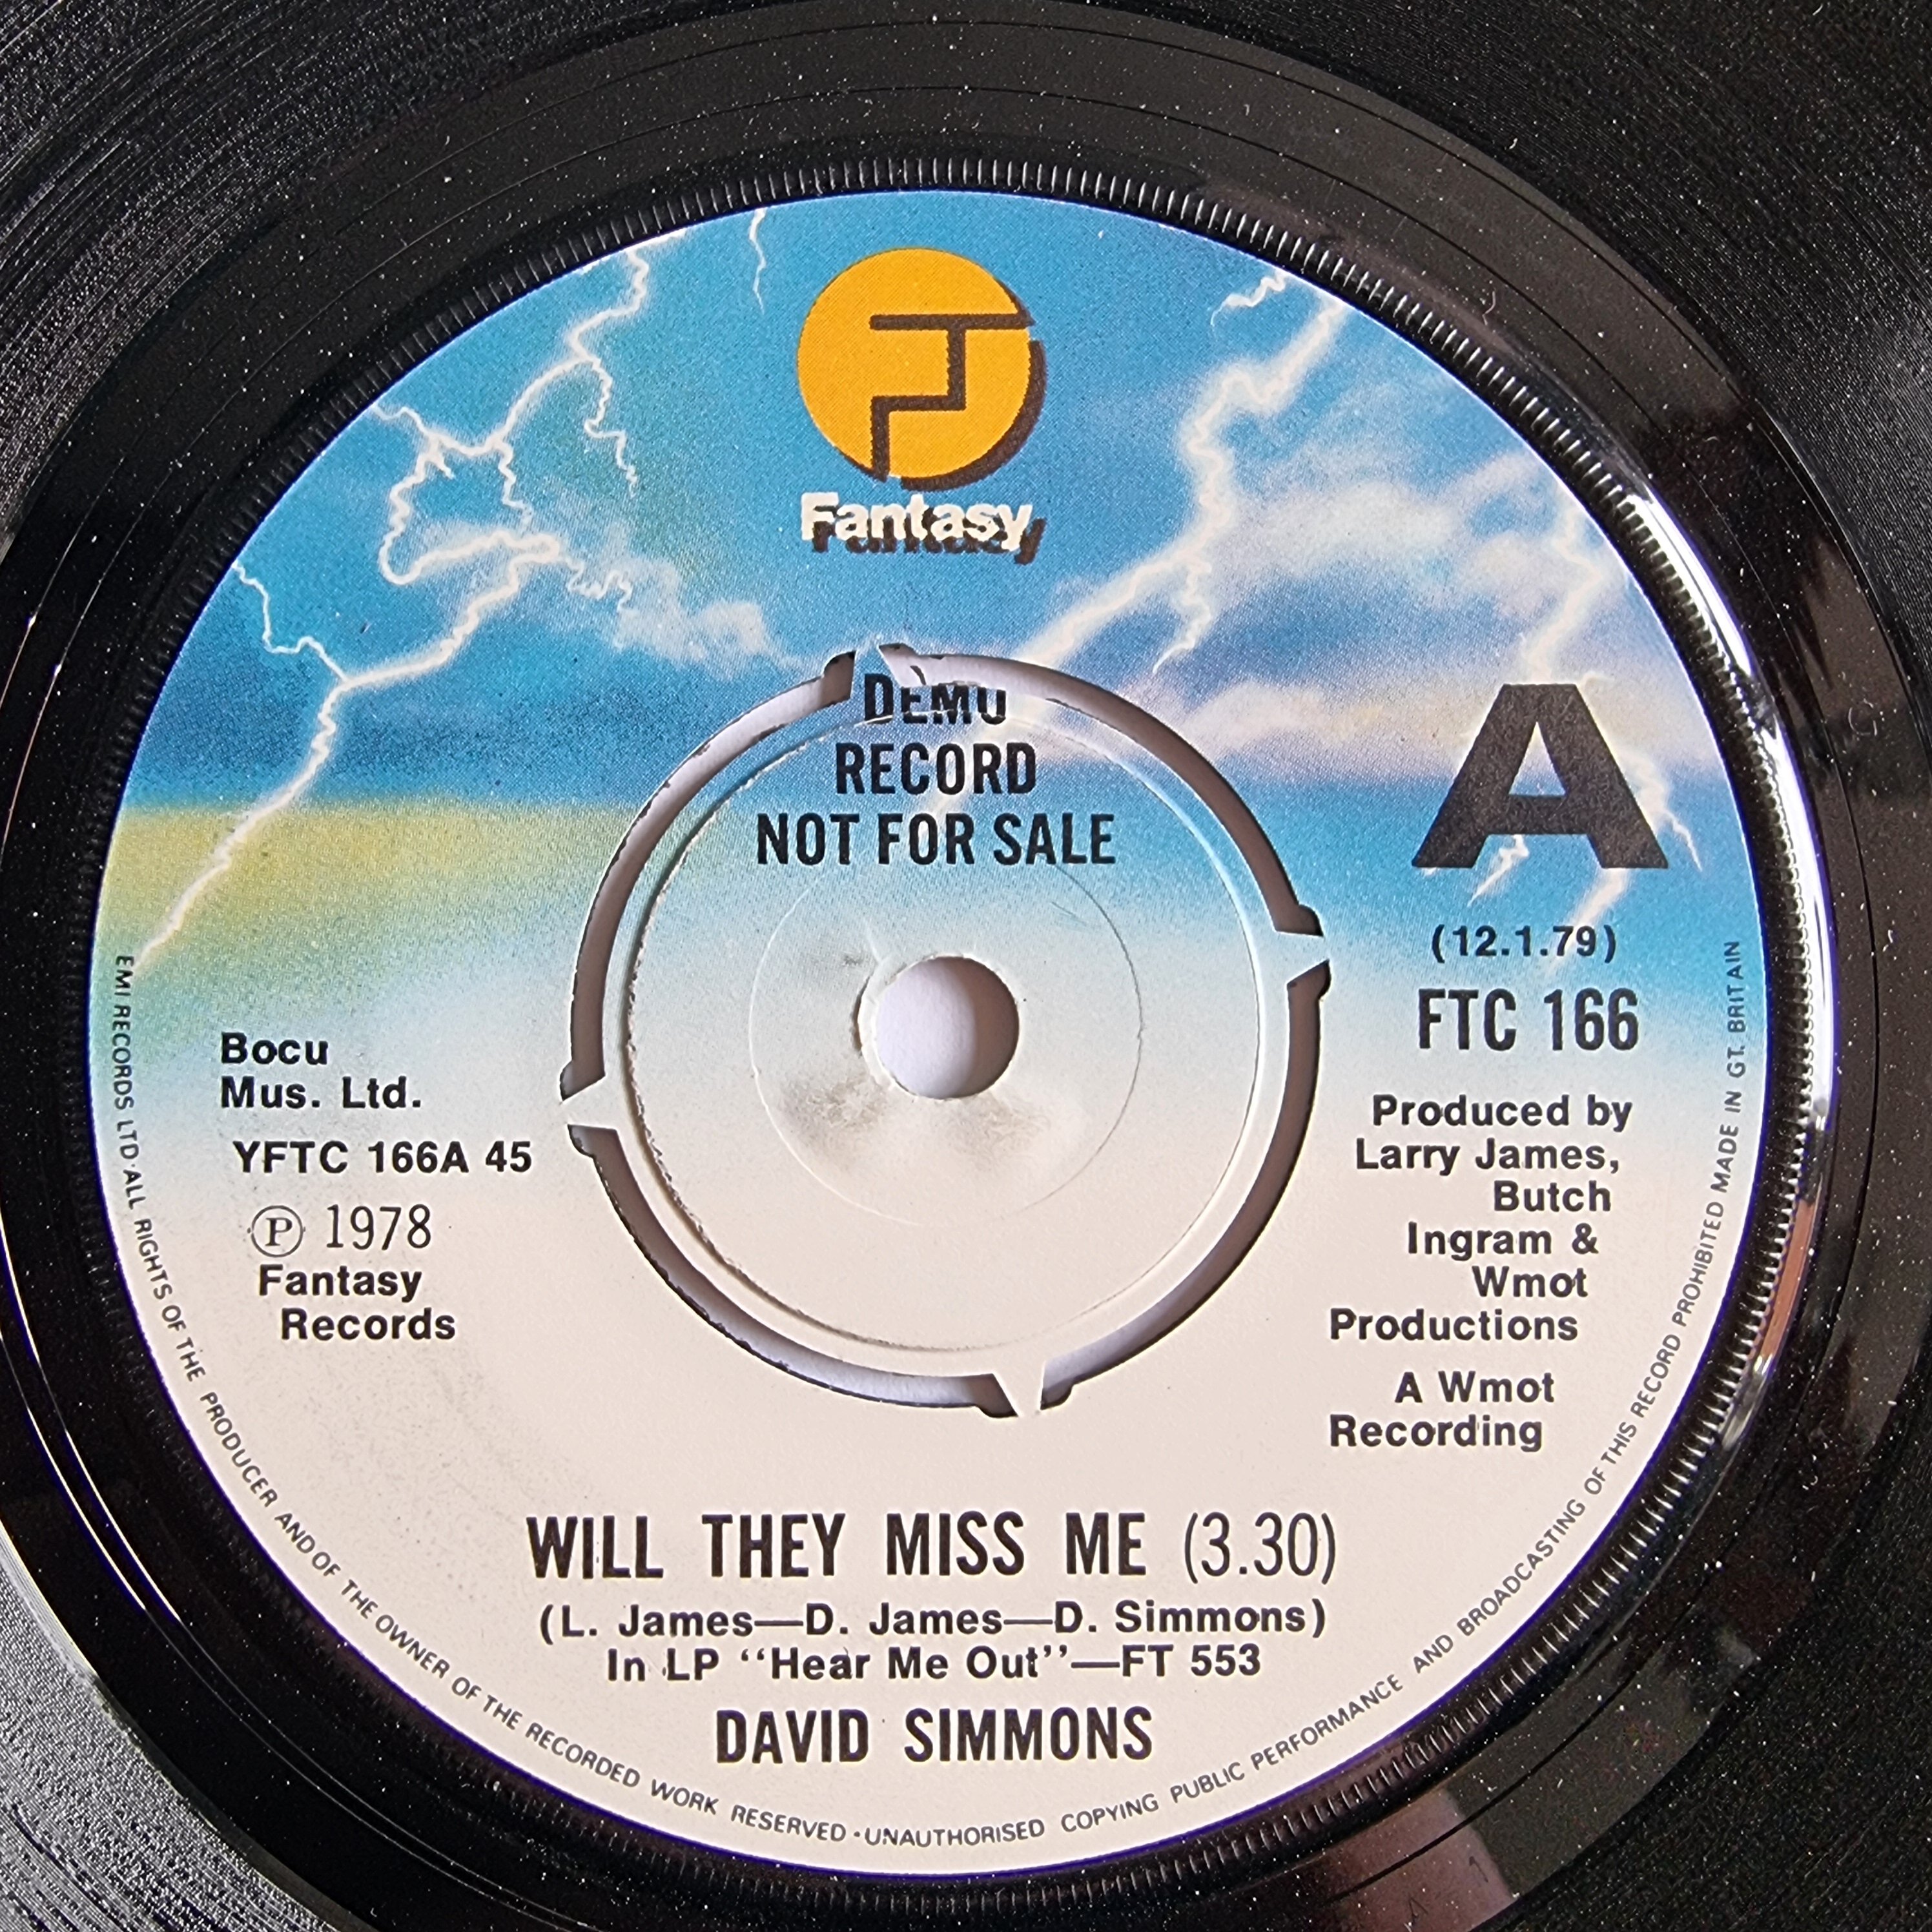 Fantasy
DEMO
RECORD
NOT FOR SALE
A
(12.1.79)
FTC 166
Bocu
Mus. Ltd.
YFTC 166A 45
Ⓟ 1978
Fantasy
Records
Produced by
Larry James,
Butch
Ingram &
Wmot
Productions
A Wmot
Recording
WILL THEY MISS ME (3.30)
(L. James—D. James—D. Simmons)
In LP “Hear Me Out”—FT 553
DAVID SIMMONS
EMI RECORDS LTD·ALL RIGHTS OF THE PRODUCER AND OF THE OWNER OF THE RECORDED WORK RESERVED·UNAUTHORISED COPYING PUBLIC PERFORMANCE AND BROADCASTING OF THIS RECORD PROHIBITED MADE IN GT. BRITAIN